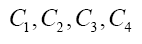 C₁, C₂, C₃, C₄